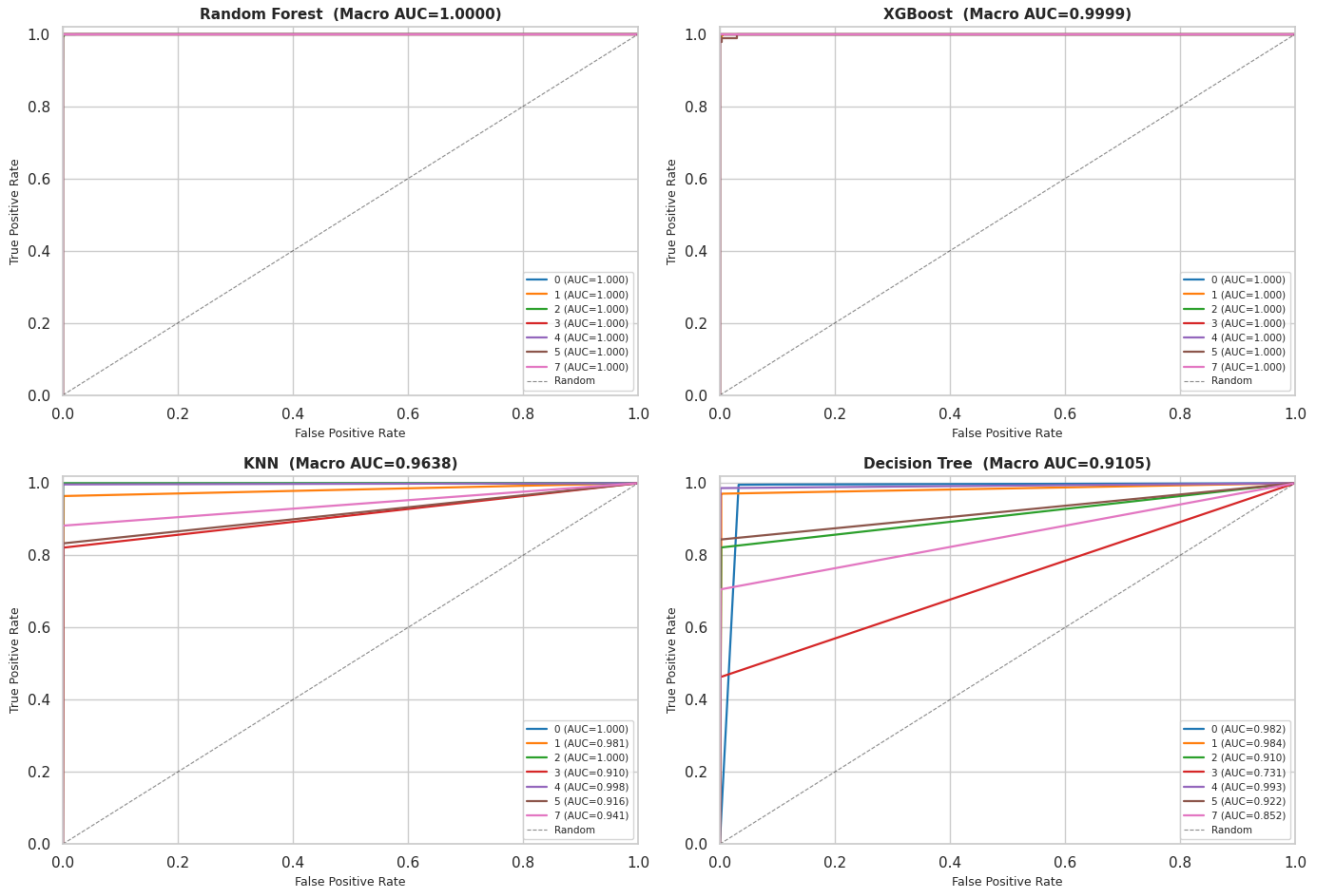 Random Forest  (Macro AUC=1.0000)
True Positive Rate
1.0
0.8
0.6
0.4
0.2
0.0
0 (AUC=1.000)
1 (AUC=1.000)
2 (AUC=1.000)
3 (AUC=1.000)
4 (AUC=1.000)
5 (AUC=1.000)
7 (AUC=1.000)
Random
0.0 0.2 0.4 0.6 0.8 1.0
False Positive Rate
XGBoost  (Macro AUC=0.9999)
True Positive Rate
1.0
0.8
0.6
0.4
0.2
0.0
0 (AUC=1.000)
1 (AUC=1.000)
2 (AUC=1.000)
3 (AUC=1.000)
4 (AUC=1.000)
5 (AUC=1.000)
7 (AUC=1.000)
Random
0.0 0.2 0.4 0.6 0.8 1.0
False Positive Rate
KNN  (Macro AUC=0.9638)
True Positive Rate
1.0
0.8
0.6
0.4
0.2
0.0
0 (AUC=1.000)
1 (AUC=0.981)
2 (AUC=1.000)
3 (AUC=0.910)
4 (AUC=0.998)
5 (AUC=0.916)
7 (AUC=0.941)
Random
0.0 0.2 0.4 0.6 0.8 1.0
False Positive Rate
Decision Tree  (Macro AUC=0.9105)
True Positive Rate
1.0
0.8
0.6
0.4
0.2
0.0
0 (AUC=0.982)
1 (AUC=0.984)
2 (AUC=0.910)
3 (AUC=0.731)
4 (AUC=0.993)
5 (AUC=0.922)
7 (AUC=0.852)
Random
0.0 0.2 0.4 0.6 0.8 1.0
False Positive Rate